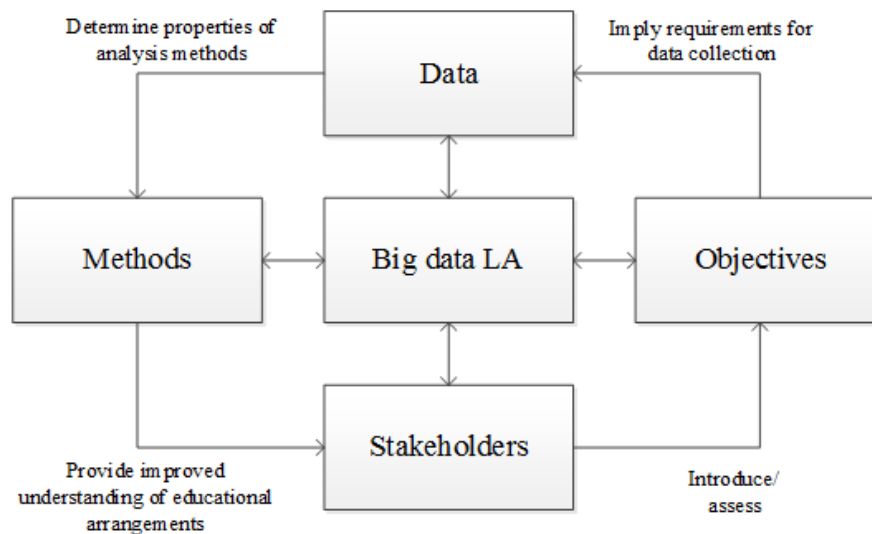 Determine properties of
analysis methods
Data
Imply requirements for
data collection
Methods
Big data LA
Objectives
Stakeholders
Provide improved
understanding of educational
arrangements
Introduce/
assess